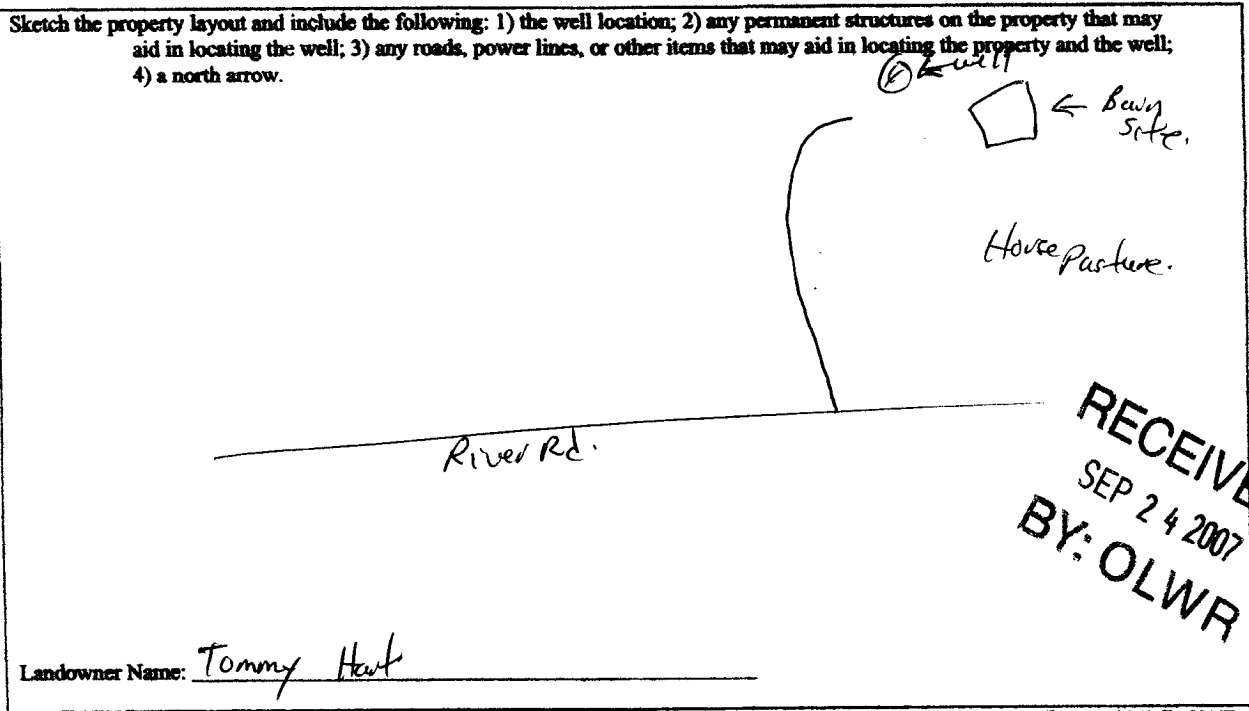 Sketch the property layout and include the following: 1) the well location; 2) any permanent structures on the property that may
aid in locating the well; 3) any roads, power lines, or other items that may aid in locating the property and the well;
4) a north arrow.
well
Site.
Pasture.
River Rd.
RECEIVE
SEP 24 2007
BY: OLWR
Landowner Name: Tommy